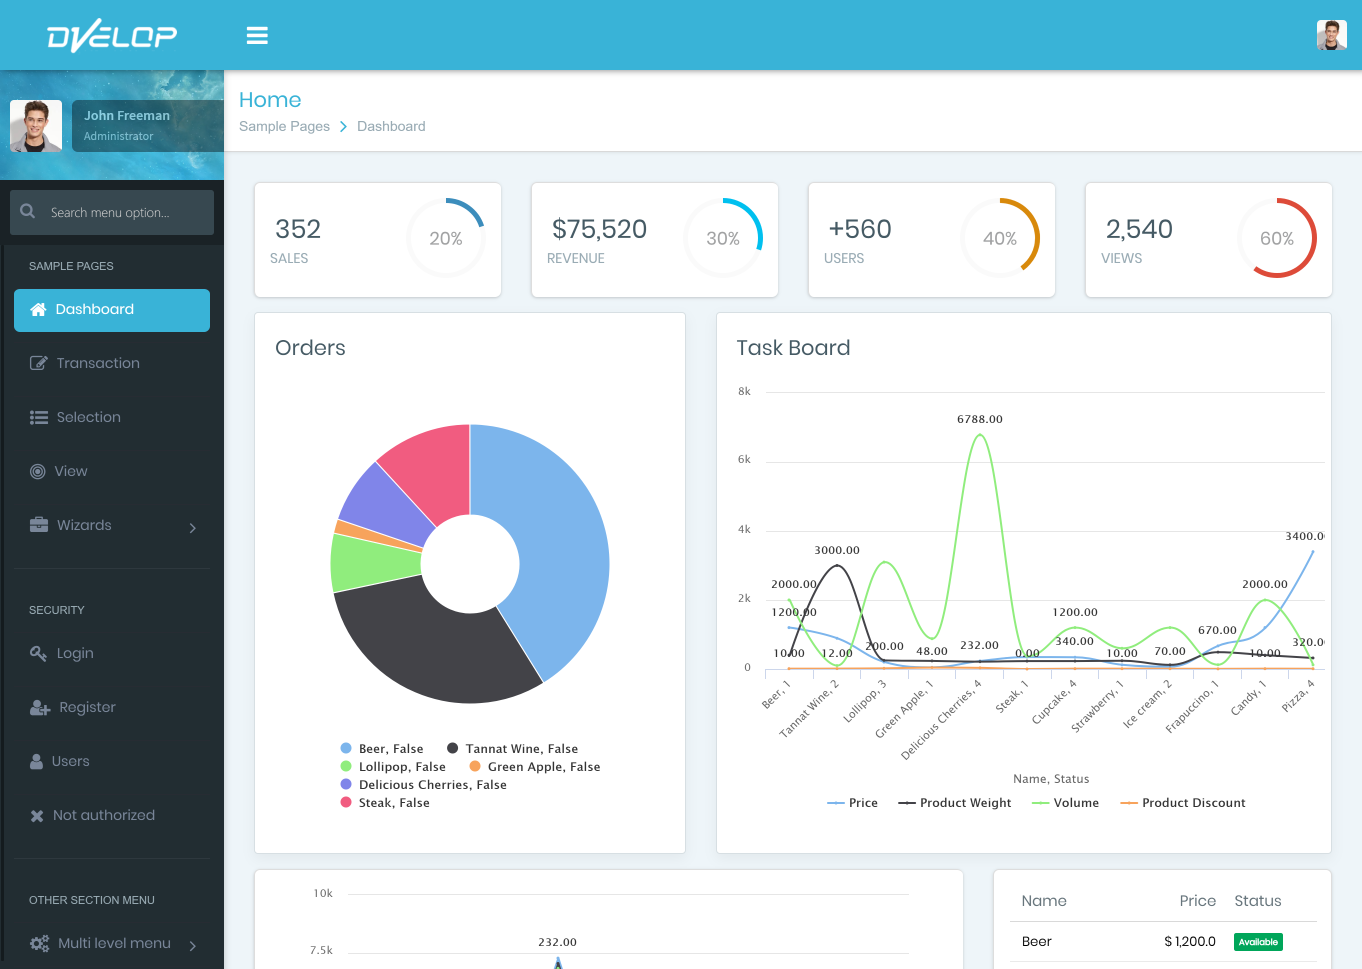 DVELOP
John Freeman
Administrator
Search menu option...
SAMPLE PAGES
Dashboard
Transaction
Selection
View
Wizards
SECURITY
Login
Register
Users
Not authorized
OTHER SECTION MENU
Multi level menu
Home
Sample Pages Dashboard
352
SALES
20%
$75,520
REVENUE
30%
+560
USERS
40%
2,540
VIEWS
60%
Orders
Beer, False Tannat Wine, False
Lollipop, False Green Apple, False
Delicious Cherries, False
Steak, False
Task Board
8k
6k
4k
2k
0
6788.00
3400.0
3000.00
2000.00 2000.00
1200.00 1200.00
670.00
200.00 232.00 340.00 320.0
10.00 12.00 48.00 0.00 10.00 70.00 10.00
Beer, 1
Tannat Wine, 2
Lollipop, 3
Green Apple, 1
Delicious Cherries, 4
Steak, 1
Cupcake, 4
Strawberry, 1
Ice cream, 2
Frapuccino, 1
Candy, 1
Pizza, 4
Name, Status
Price Product Weight Volume Product Discount
10k
7.5k
232.00
Name Price Status
Beer $ 1,200.0 Available